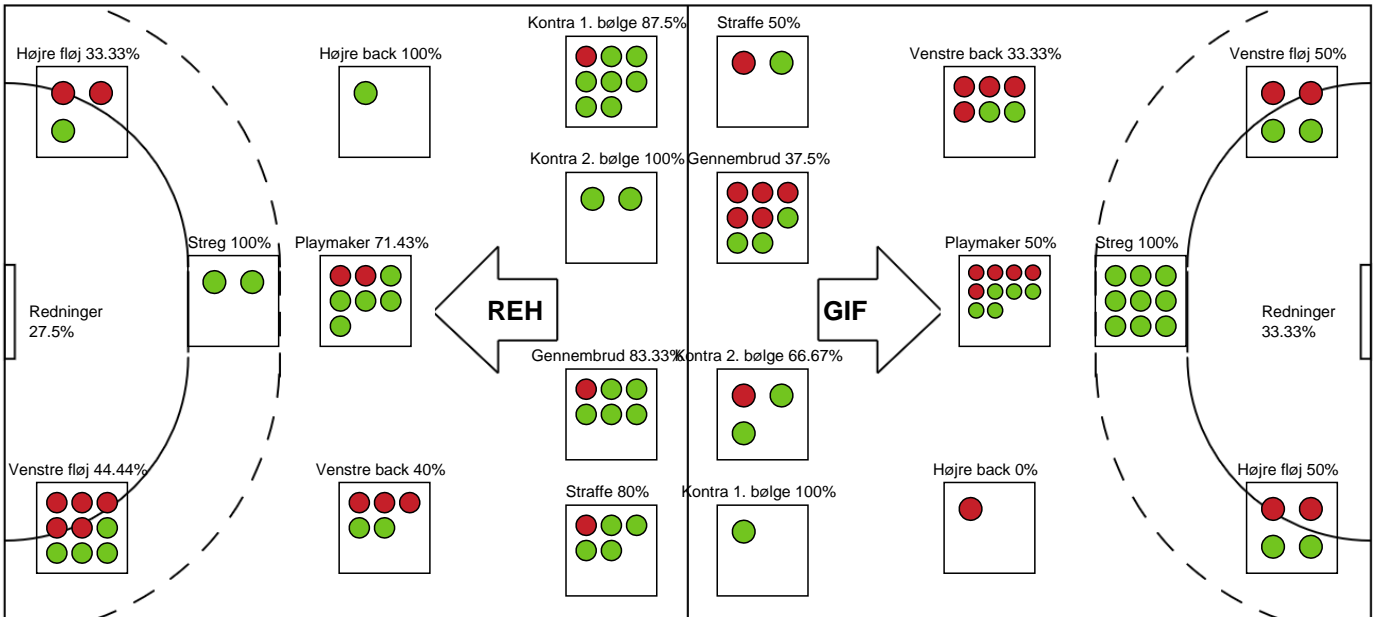 Kontra 1. bølge 87.5%
Straffe 50%
Højre fløj 33.33%
Højre back 100%
Venstre back 33.33%
Venstre fløj 50%
Kontra 2. bølge 100%
Gennembrud 37.5%
Streg 100%
Playmaker 71.43%
Playmaker 50%
Streg 100%
REH
GIF
Redninger
27.5%
Redninger
33.33%
Gennembrud 83.33%
Kontra 2. bølge 66.67%
Venstre fløj 44.44%
Venstre back 40%
Højre back 0%
Højre fløj 50%
Straffe 80%
Kontra 1. bølge 100%